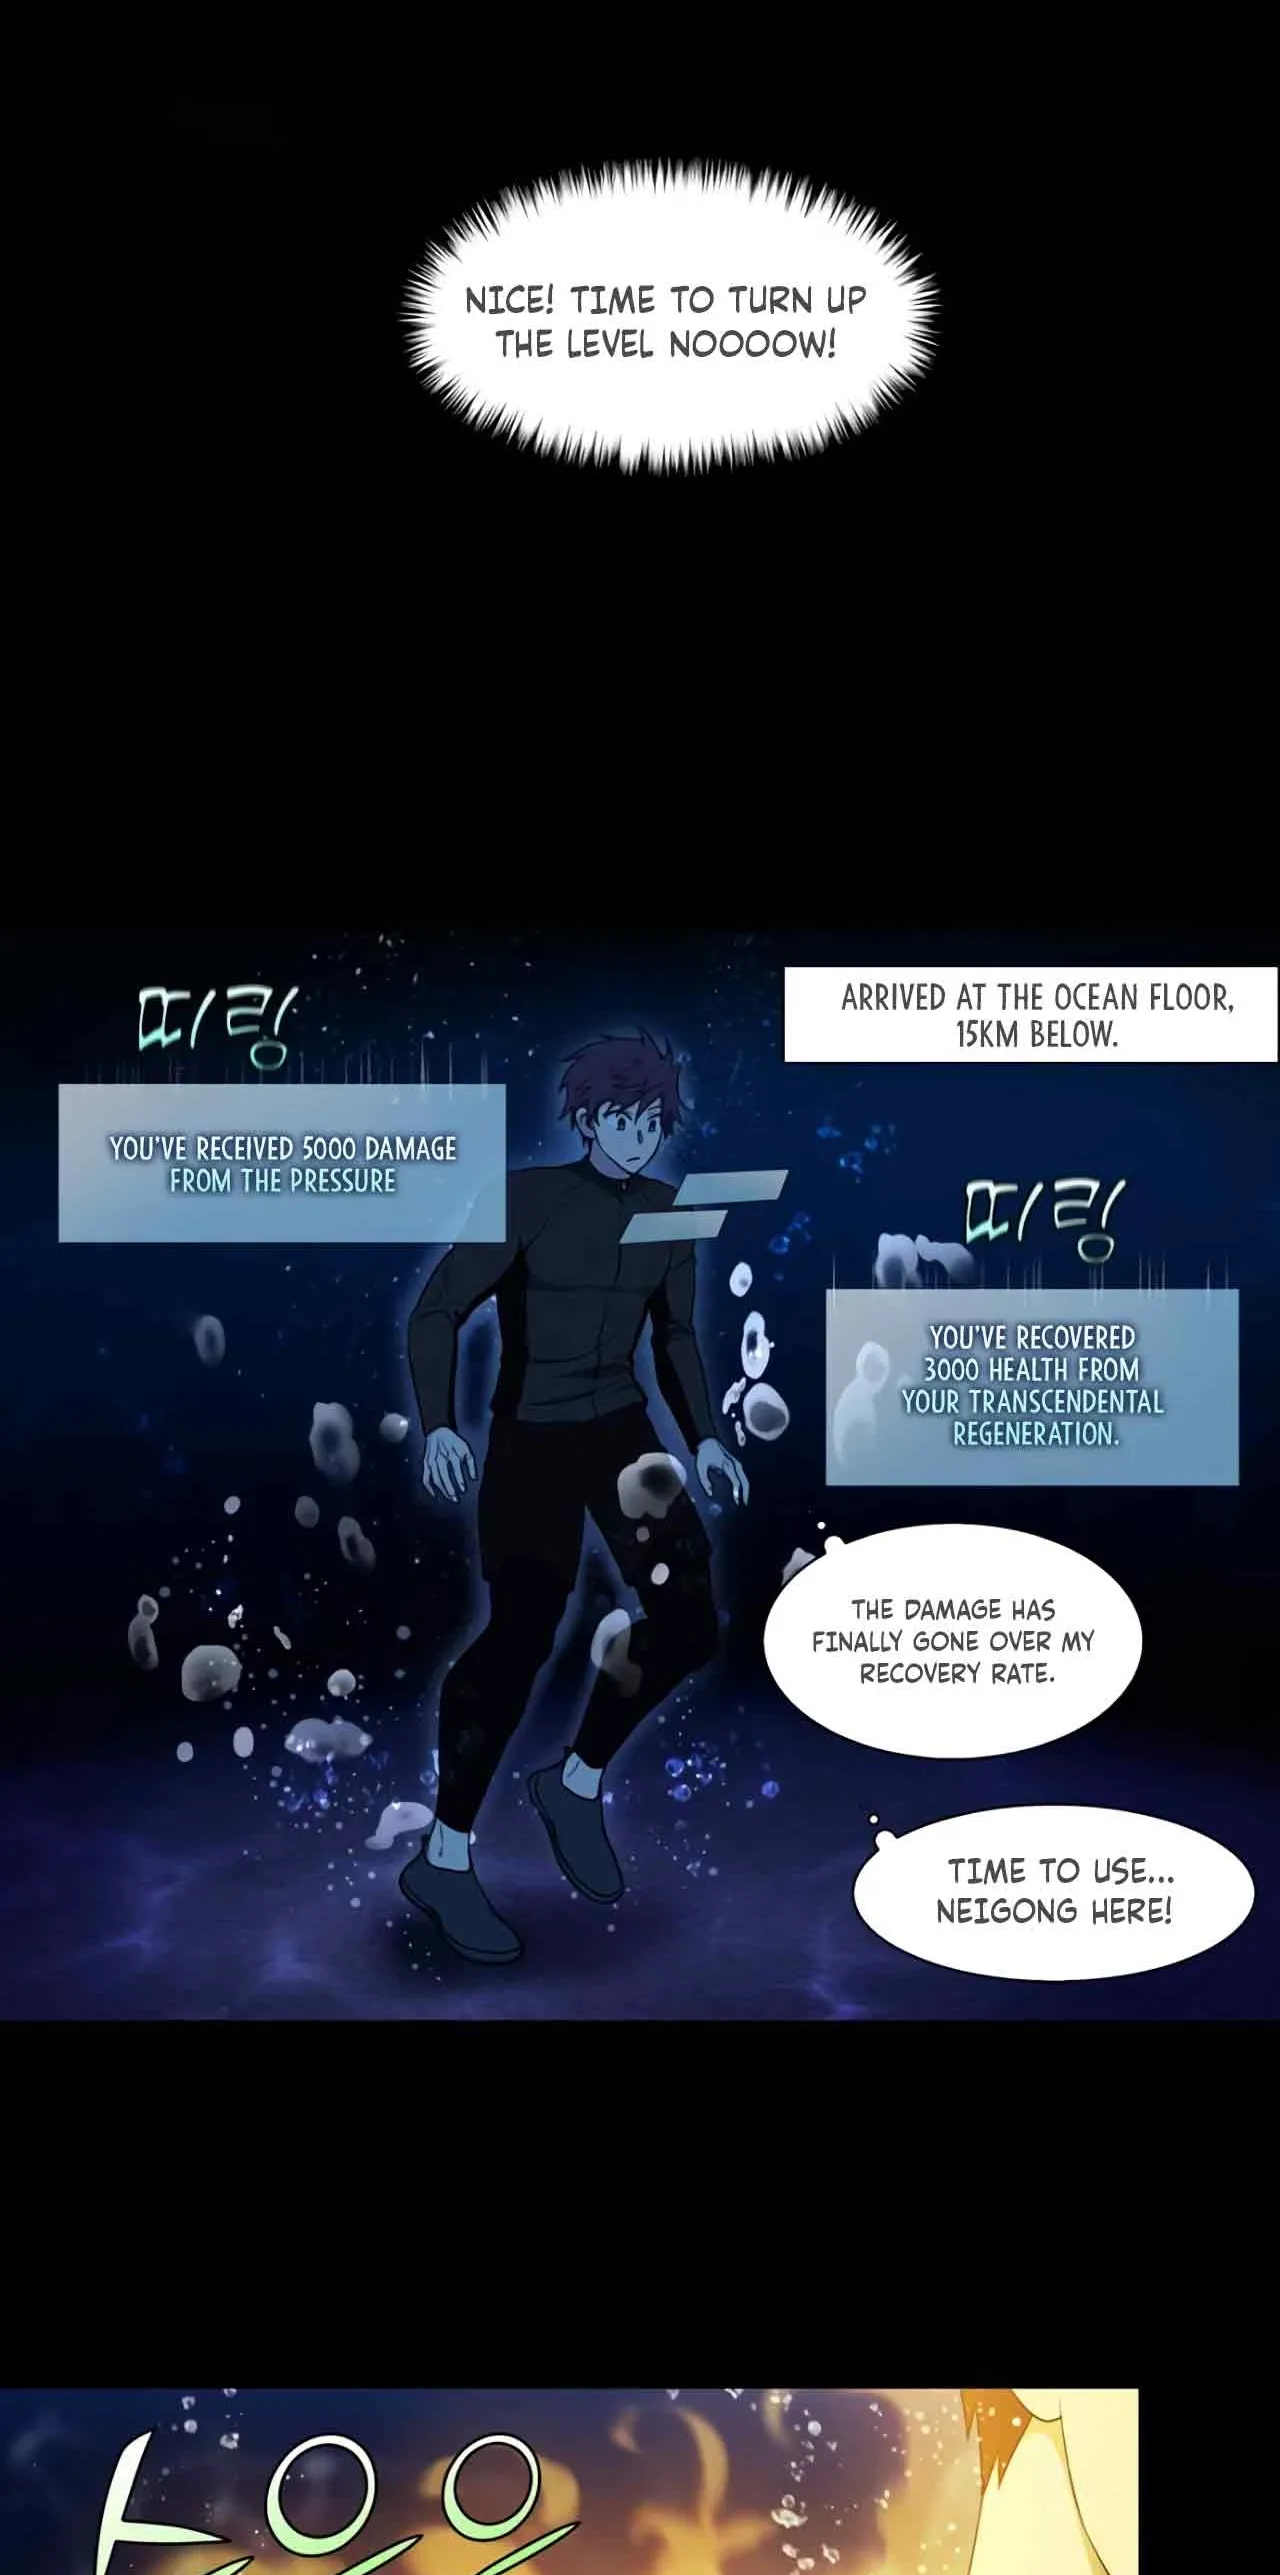 NICE! TIME TO TURN UP
THE LEVEL NOOOOW!
ARRIVED AT THE OCEAN FLOOR,
15KM BELOW.
띠링
YOU'VE RECEIVED 5000 DAMAGE
FROM THE PRESSURE
띠링
YOU'VE RECOVERED
3000 HEALTH FROM
YOUR TRANSCENDENTAL
REGENERATION.
THE DAMAGE HAS
FINALLY GONE OVER MY
RECOVERY RATE.
TIME TO USE...
NEIGONG HERE!